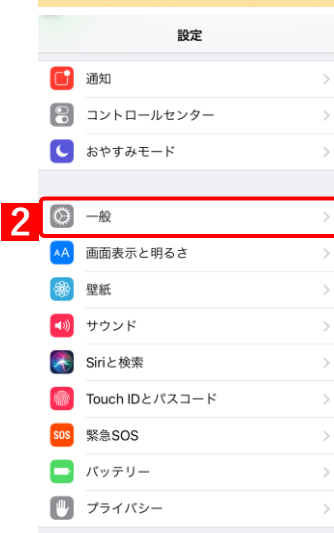 設定
通知
コントロールセンター
おやすみモード
2
一般
AA
画面表示と明るさ
壁紙
サウンド
Siriと検索
Touch IDとパスコード
SOS
緊急SOS
バッテリー
プライバシー